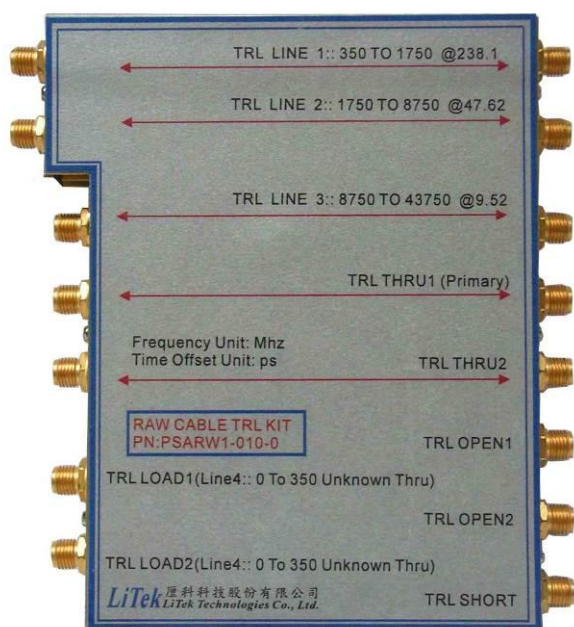 TRL LINE 1:: 350 TO 1750 @238.1
TRL LINE 2:: 1750 TO 8750 @47.62
TRL LINE 3:: 8750 TO 43750 @9.52
TRL THRU1 (Primary)
Frequency Unit: Mhz
Time Offset Unit: ps
TRL THRU2
RAW CABLE TRL KIT
PN:PSARW1-010-0
TRL OPEN1
TRL LOAD1(Line4:: 0 To 350 Unknown Thru)
TRL OPEN2
TRL LOAD2(Line4:: 0 To 350 Unknown Thru)
LiTek 厘科科技股份有限公司
LiTek Technologies Co., Ltd.
TRL SHORT